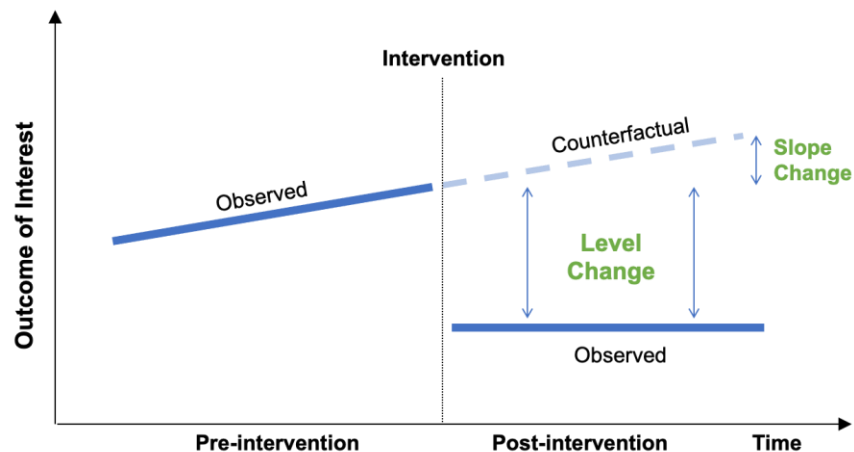 Intervention
Counterfactual
Slope
Change
Observed
Level
Change
Observed
Outcome of Interest
Pre-intervention
Post-intervention
Time